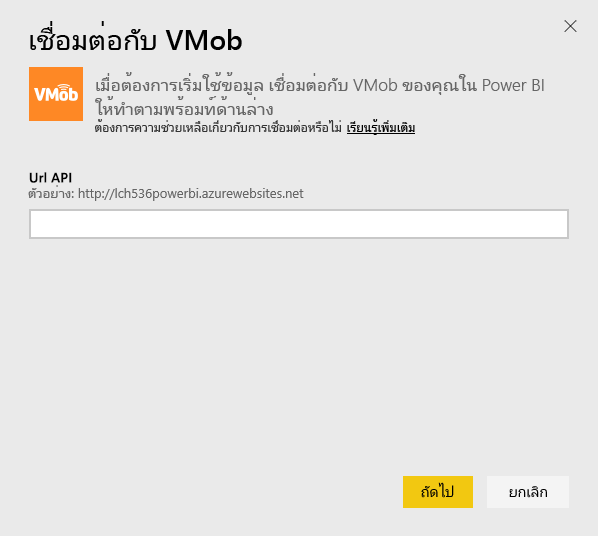 เชื่อมต่อกับ VMob
VMob
เมื่อต้องการเริ่มใช้ข้อมูล เชื่อมต่อกับ VMob ของคุณใน Power BI
ให้ทำตามพร้อมท์ด้านล่าง
ต้องการความช่วยเหลือเกี่ยวกับการเชื่อมต่อหรือไม่ เรียนรู้เพิ่มเติม
Url API
ตัวอย่าง: http://lch536powerbi.azurewebsites.net
ถัดไป
ยกเลิก